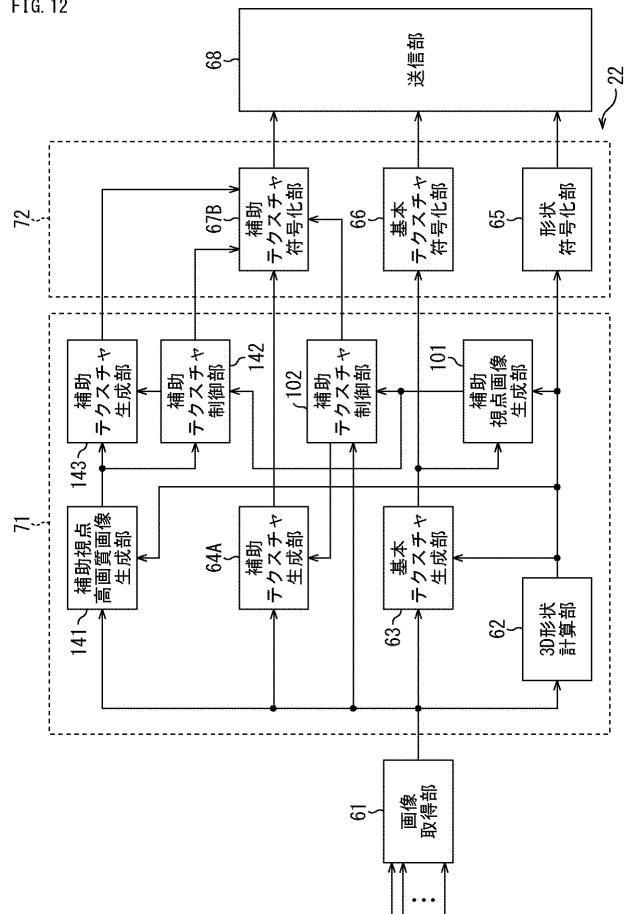 FIG. 12
22
68
送信部
72
67B
補助
テクスチャ
符号化部
66
基本
テクスチャ
符号化部
65
形状
符号化部
71
143
補助
テクスチャ
生成部
142
補助
テクスチャ
制御部
102
補助
テクスチャ
制御部
101
補助
視点画像
生成部
141
補助視点
高画質画像
生成部
64A
補助
テクスチャ
生成部
63
基本
テクスチャ
生成部
62
3D形状
計算部
61
画像
取得部
...